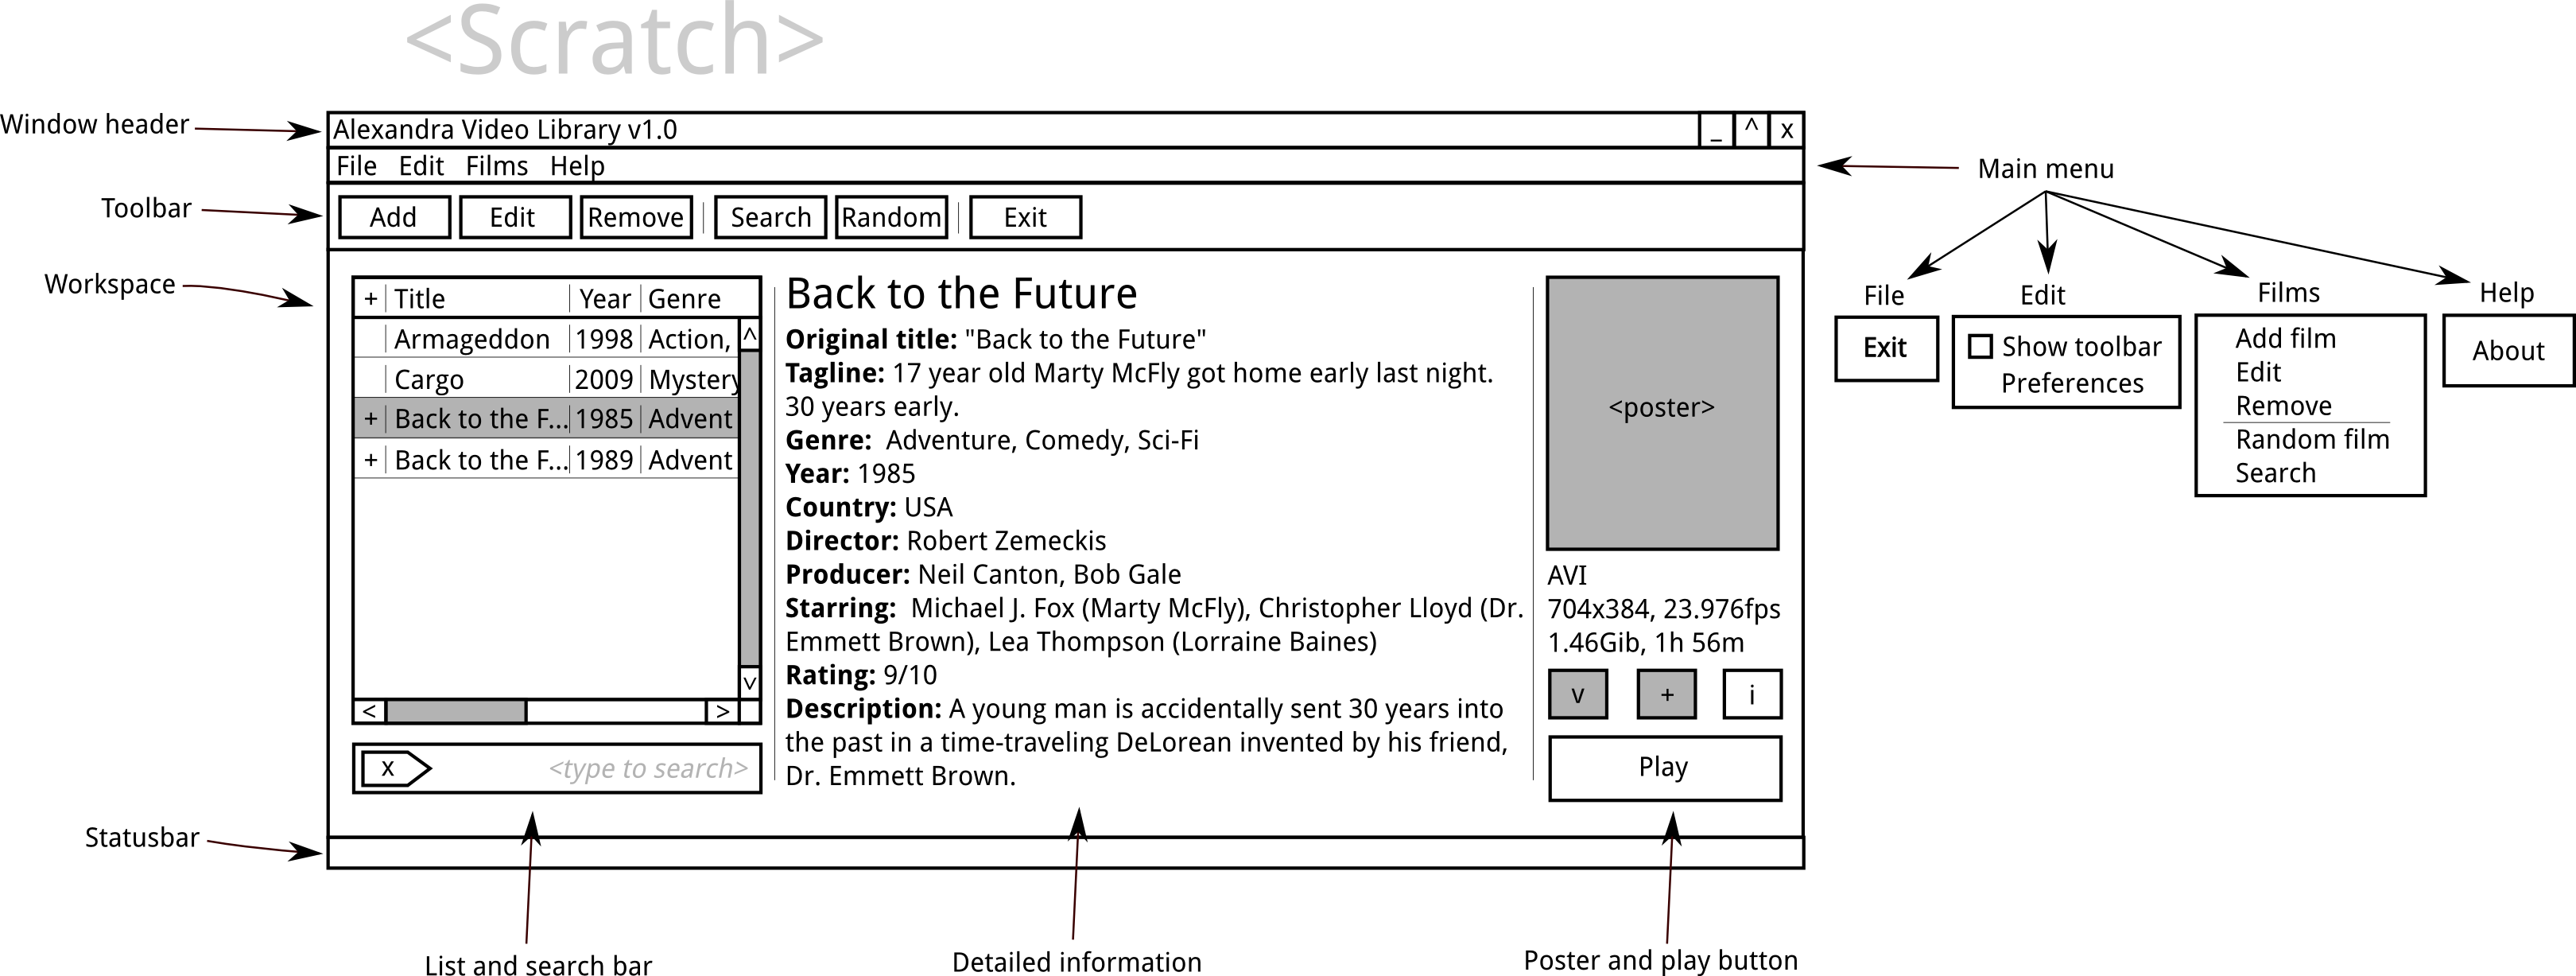 <Scratch>
Window header
Alexandra Video Library v1.0
_ ^ x
File Edit Films Help
Main menu
Toolbar
Add Edit Remove Search Random Exit
Workspace
+ Title Year Genre
Armageddon 1998 Action,
Cargo 2009 Mystery
+ Back to the F... 1985 Advent
+ Back to the F... 1989 Advent
^
v
< >
x <type to search>
Back to the Future
Original title: "Back to the Future"
Tagline: 17 year old Marty McFly got home early last night.
30 years early.
Genre: Adventure, Comedy, Sci-Fi
Year: 1985
Country: USA
Director: Robert Zemeckis
Producer: Neil Canton, Bob Gale
Starring: Michael J. Fox (Marty McFly), Christopher Lloyd (Dr.
Emmett Brown), Lea Thompson (Lorraine Baines)
Rating: 9/10
Description: A young man is accidentally sent 30 years into
the past in a time-traveling DeLorean invented by his friend,
Dr. Emmett Brown.
<poster>
AVI
704x384, 23.976fps
1.46Gib, 1h 56m
v + i
Play
File
Exit
Edit
Show toolbar
Preferences
Films
Add film
Edit
Remove
Random film
Search
Help
About
Statusbar
List and search bar
Detailed information
Poster and play button